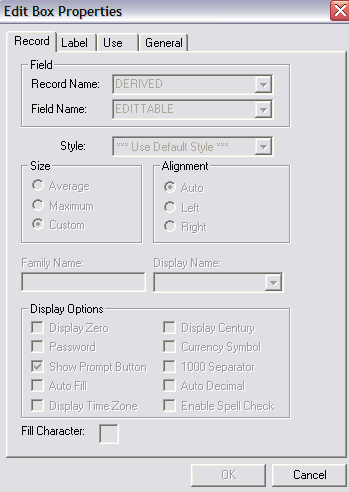 Edit Box Properties
Record Label Use General
Field
Record Name: DERIVED
Field Name: EDITTABLE
Style: *** Use Default Style ***
Size Alignment
Average Auto
Maximum Left
Custom Right
Family Name: Display Name:
Display Options
Display Zero Display Century
Password Currency Symbol
Show Prompt Button 1000 Separator
Auto Fill Auto Decimal
Display Time Zone Enable Spell Check
Fill Character:
OK Cancel